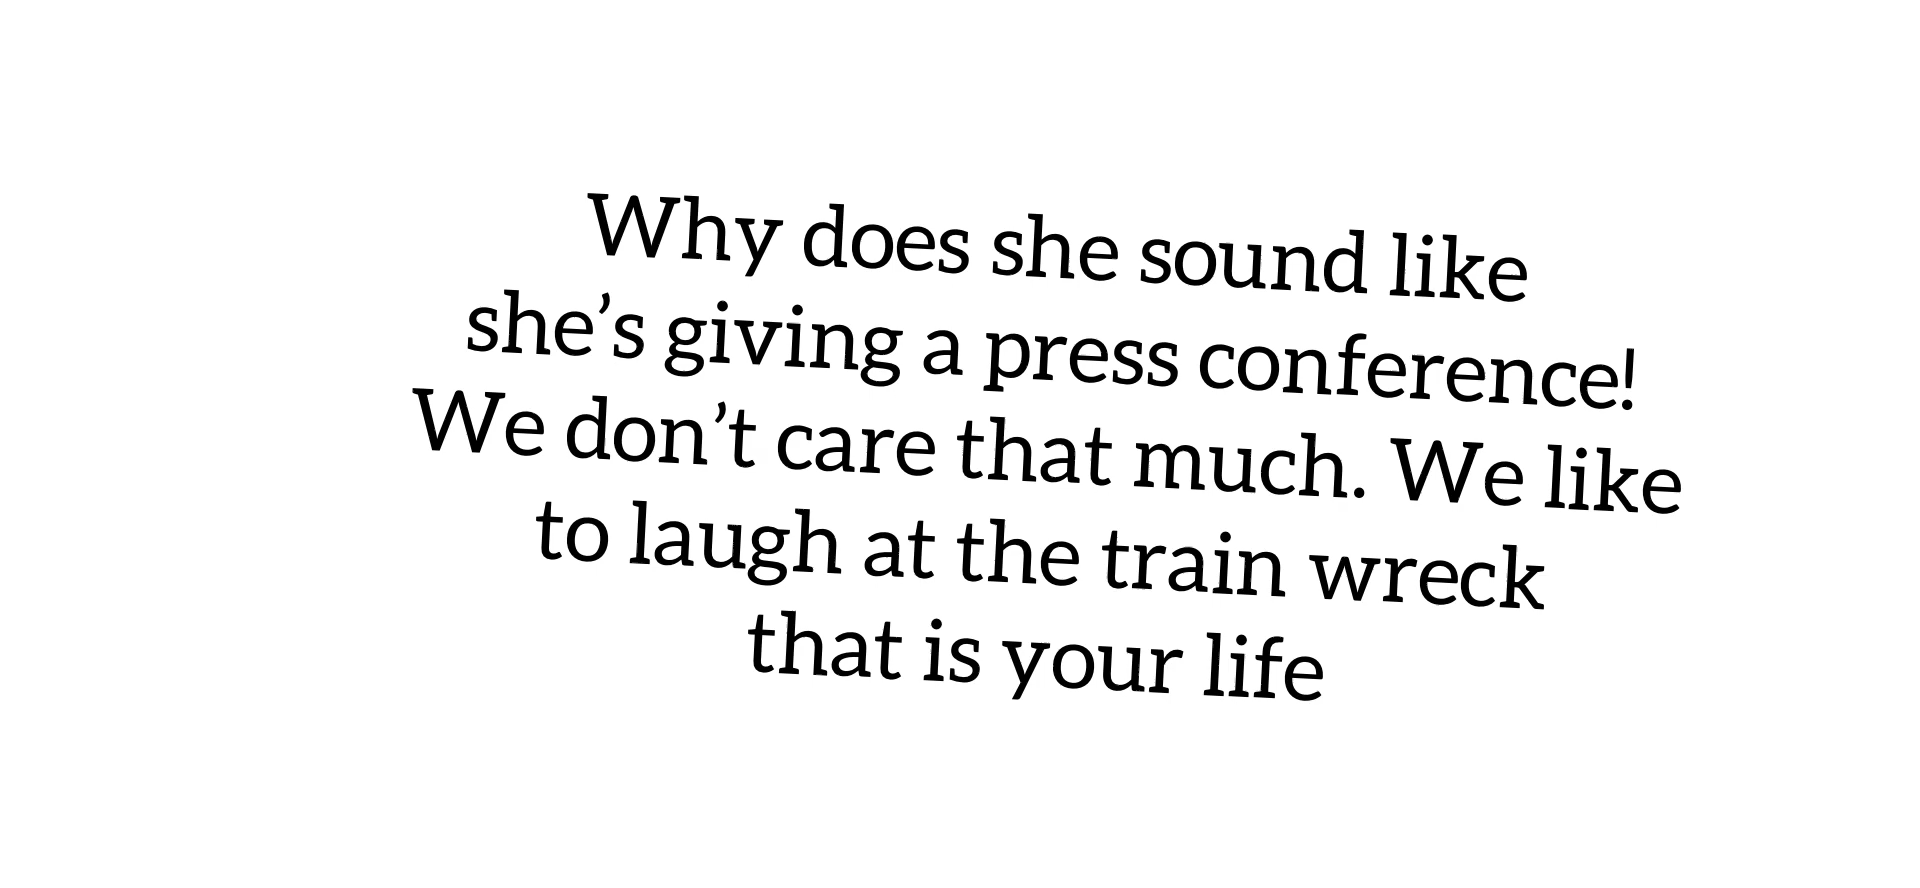 Why does she sound like
she’s giving a press conference!
We don’t care that much. We like
to laugh at the train wreck
that is your life